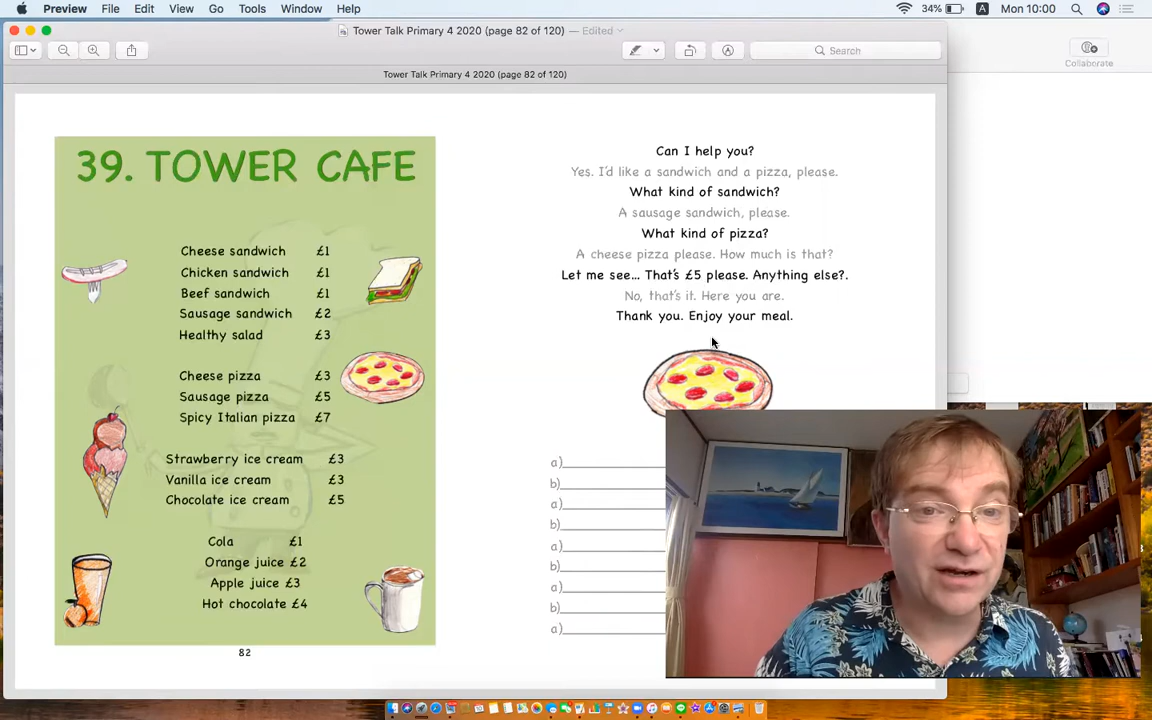 Preview File Edit View Go Tools Window Help
34% A Mon 10:00
Tower Talk Primary 4 2020 (page 82 of 120) — Edited
Search
Collaborate
Tower Talk Primary 4 2020 (page 82 of 120)
39. TOWER CAFE
Cheese sandwich £1
Chicken sandwich £1
Beef sandwich £1
Sausage sandwich £2
Healthy salad £3
Cheese pizza £3
Sausage pizza £5
Spicy Italian pizza £7
Strawberry ice cream £3
Vanilla ice cream £3
Chocolate ice cream £5
Cola £1
Orange juice £2
Apple juice £3
Hot chocolate £4
82
Can I help you?
Yes. I'd like a sandwich and a pizza, please.
What kind of sandwich?
A sausage sandwich, please.
What kind of pizza?
A cheese pizza please. How much is that?
Let me see... That's £5 please. Anything else?.
No, that's it. Here you are.
Thank you. Enjoy your meal.
a)
b)
a)
b)
a)
b)
a)
b)
a)